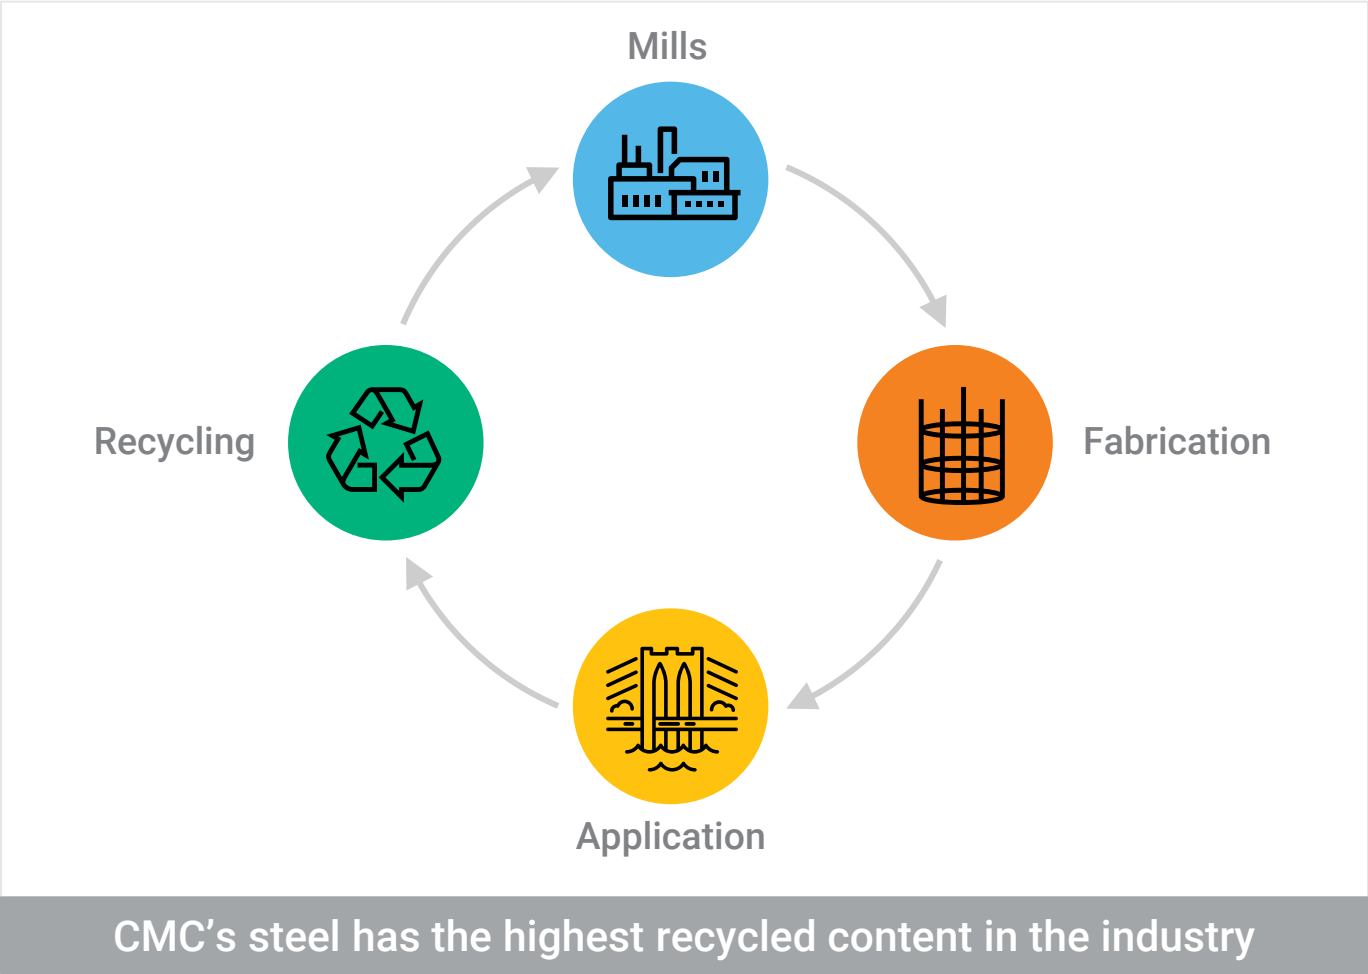 Mills
Recycling
Fabrication
Application
CMC’s steel has the highest recycled content in the industry